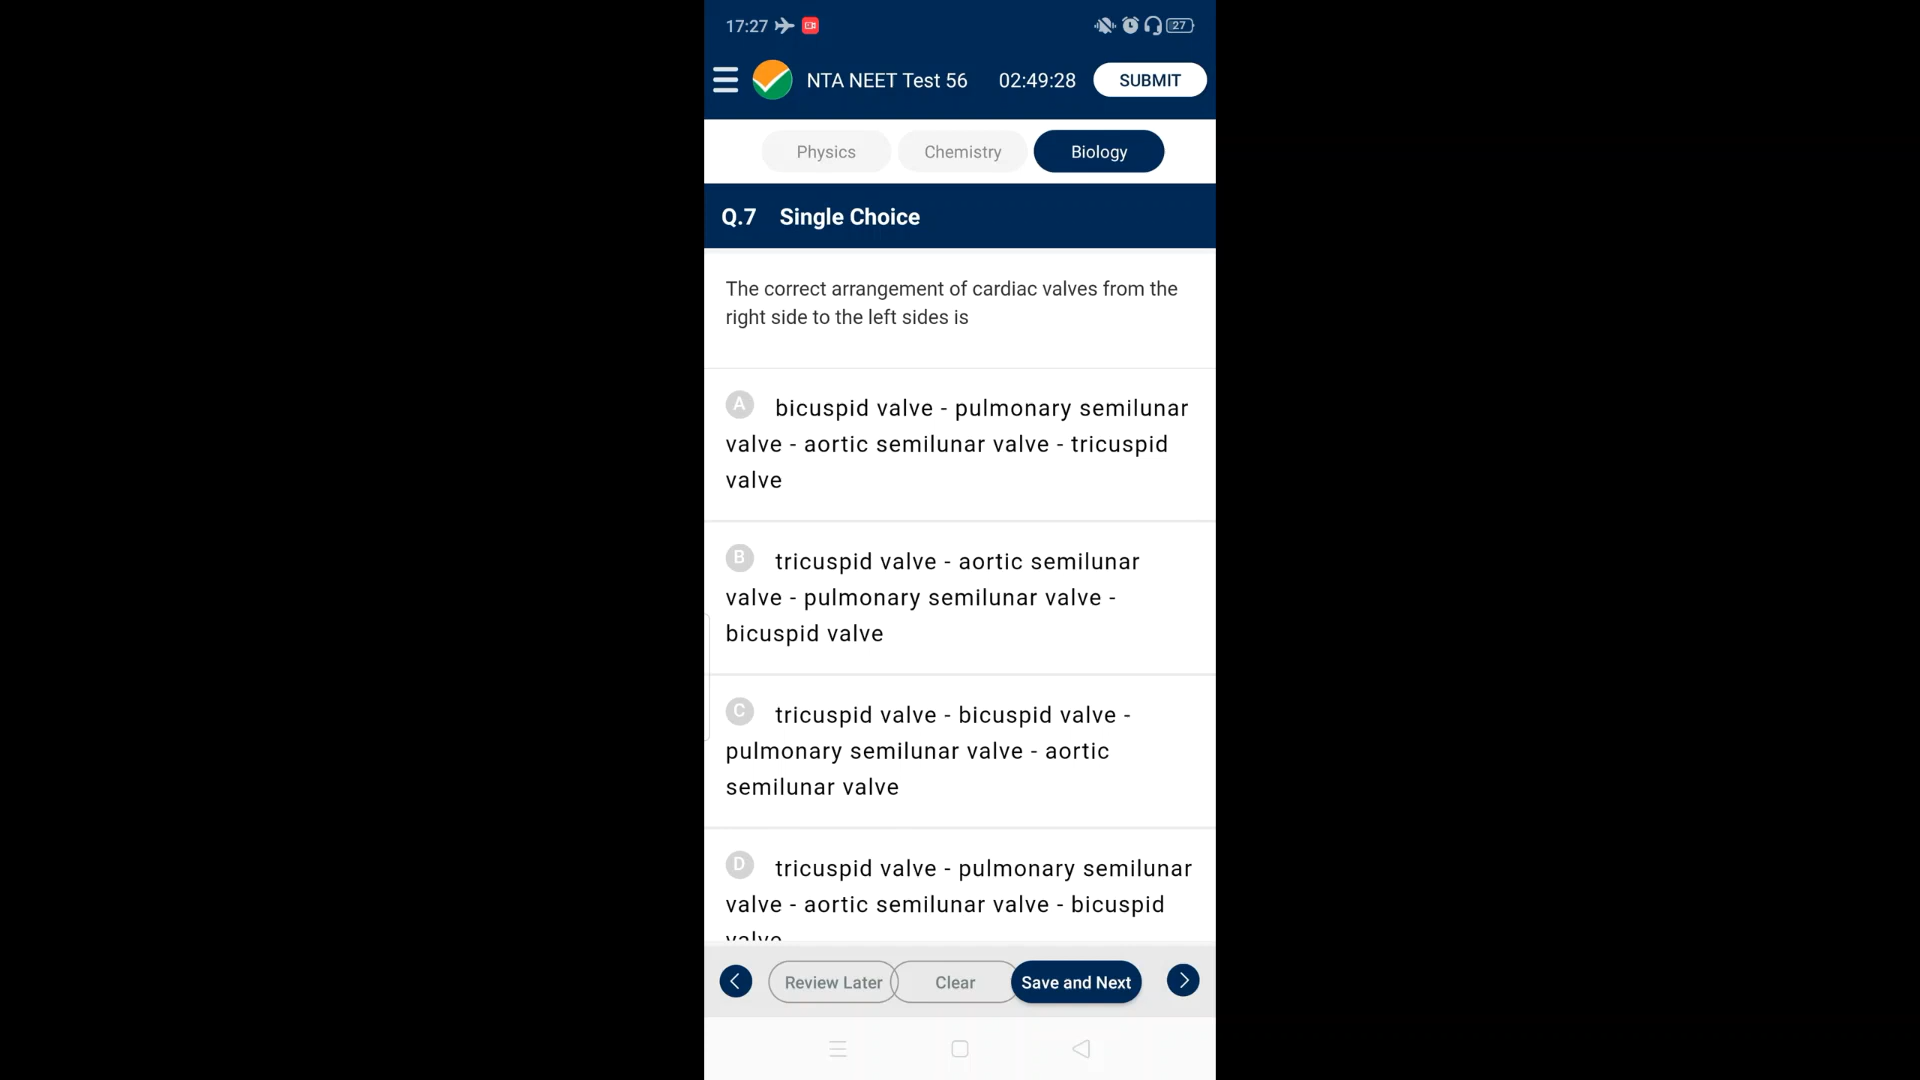 17:27 27
NTA NEET Test 56 02:49:28 SUBMIT
Physics Chemistry Biology
Q.7 Single Choice
The correct arrangement of cardiac valves from the
right side to the left sides is
A bicuspid valve - pulmonary semilunar
valve - aortic semilunar valve - tricuspid
valve
B tricuspid valve - aortic semilunar
valve - pulmonary semilunar valve -
bicuspid valve
C tricuspid valve - bicuspid valve -
pulmonary semilunar valve - aortic
semilunar valve
D tricuspid valve - pulmonary semilunar
valve - aortic semilunar valve - bicuspid
valve
Review Later Clear Save and Next